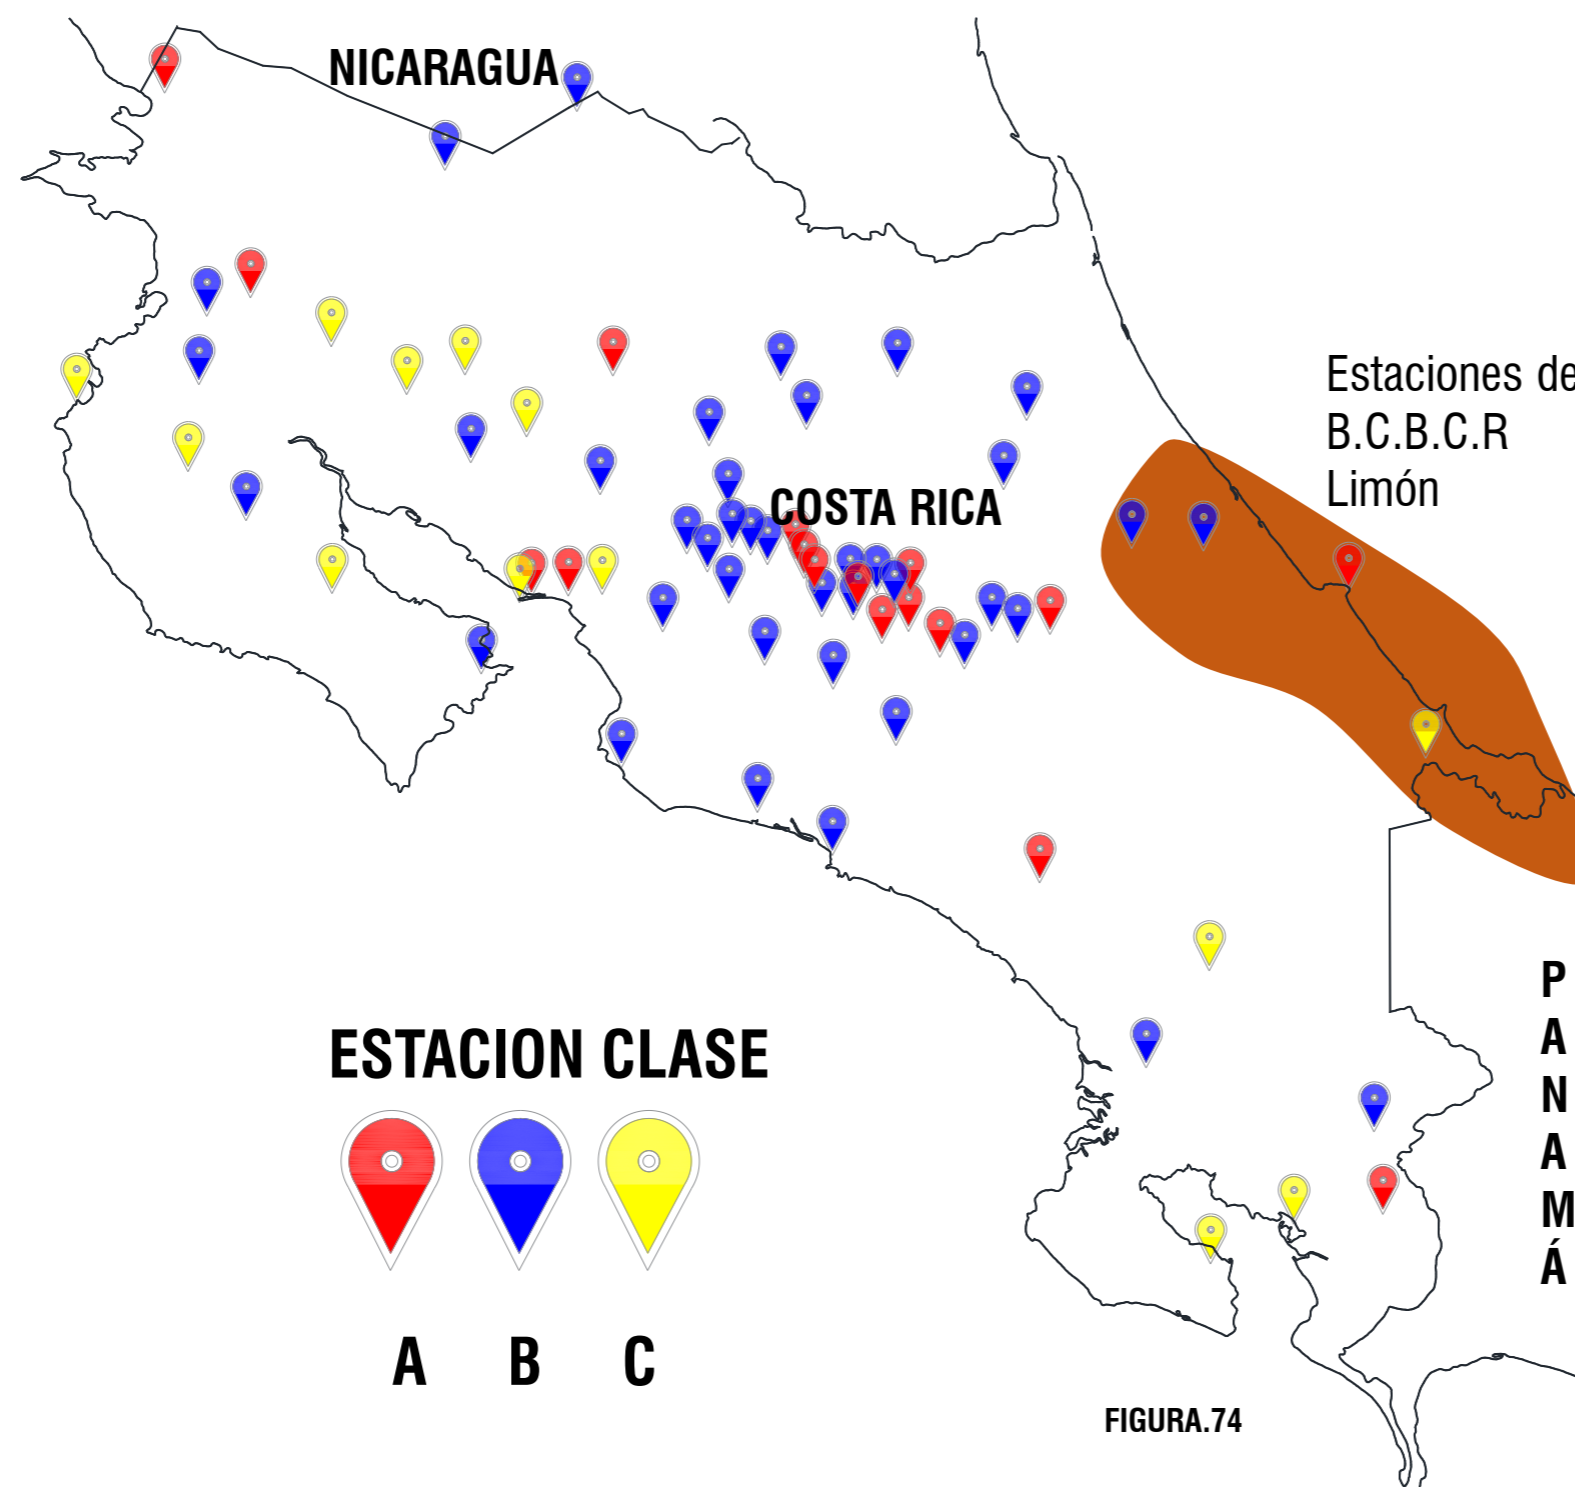 NICARAGUA
Estaciones de
B.C.B.C.R
Limón
COSTA RICA
P
A
N
A
M
Á
ESTACION CLASE
A B C
FIGURA.74